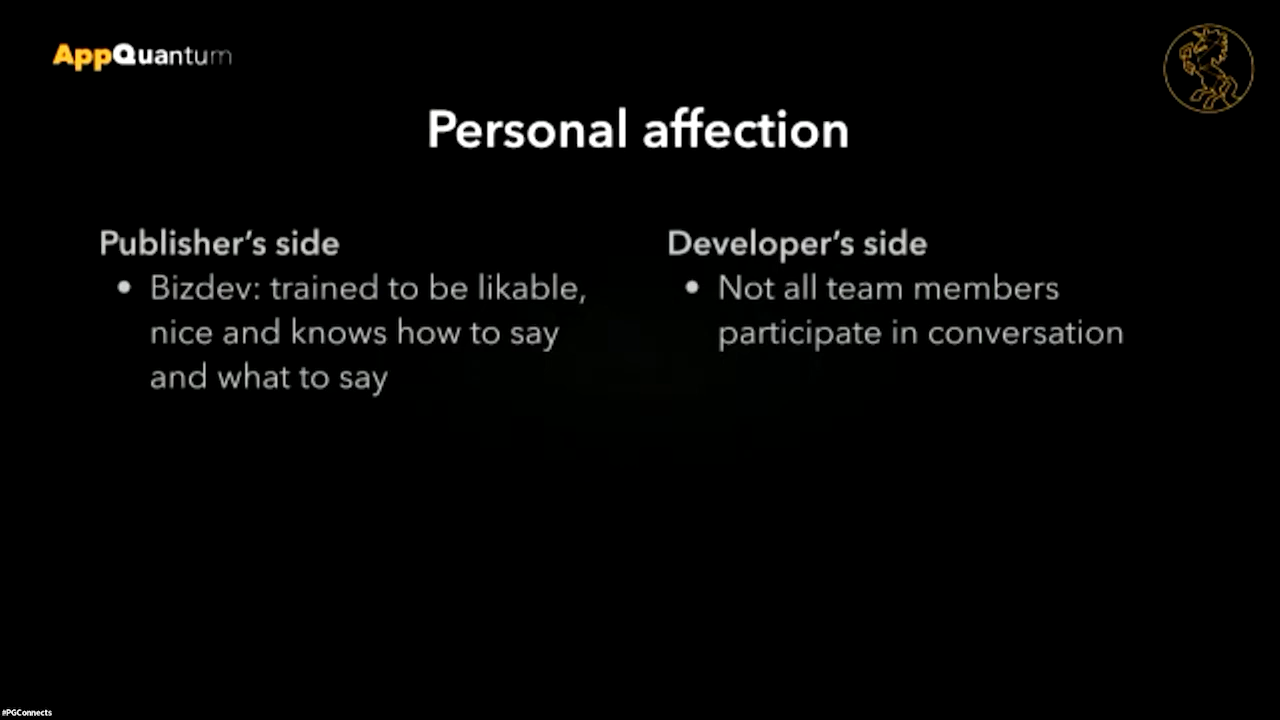 AppQuantum
Personal affection
Publisher’s side
• Bizdev: trained to be likable,
nice and knows how to say
and what to say
Developer’s side
• Not all team members
participate in conversation
#PGConnects